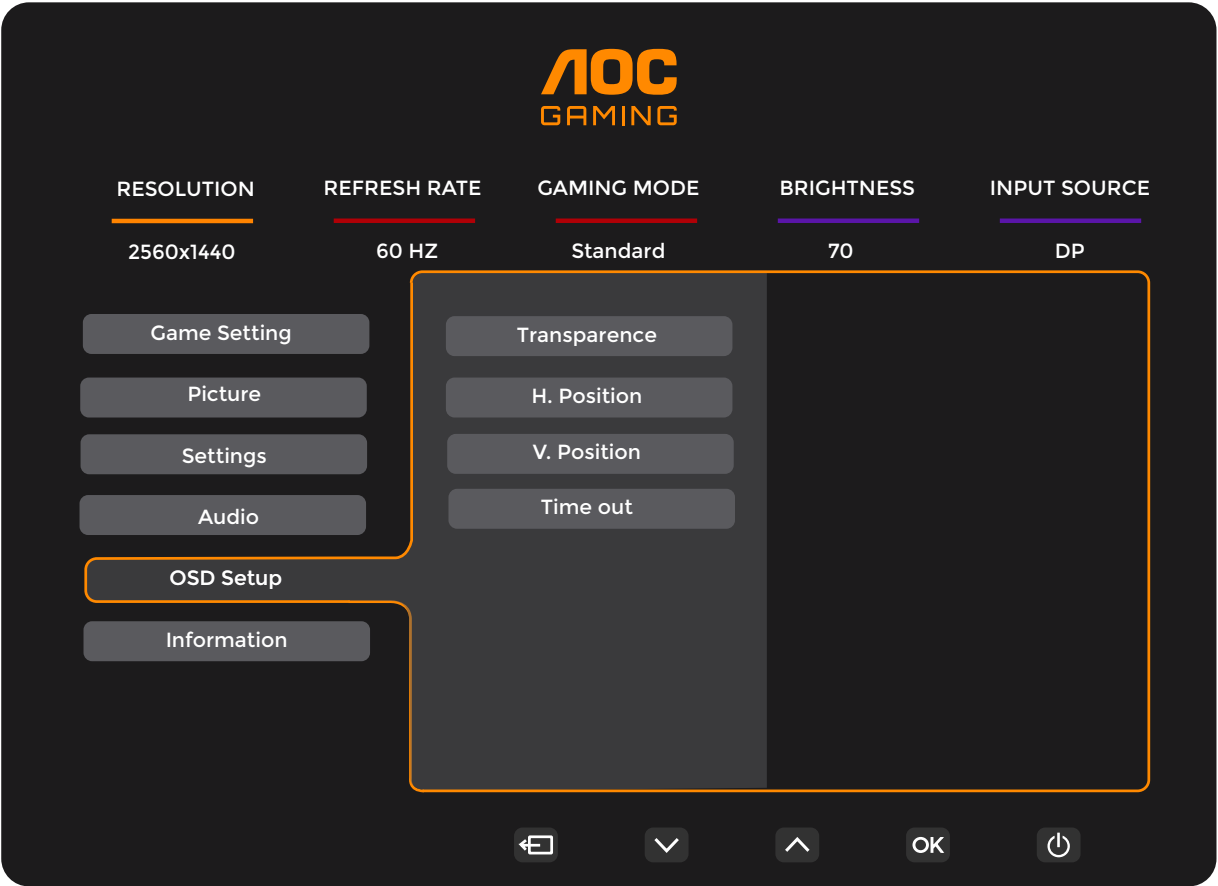 AOC
GAMING
RESOLUTION REFRESH RATE GAMING MODE BRIGHTNESS INPUT SOURCE
2560x1440 60 HZ Standard 70 DP
Game Setting Transparence
Picture H. Position
Settings V. Position
Audio Time out
OSD Setup
Information
OK